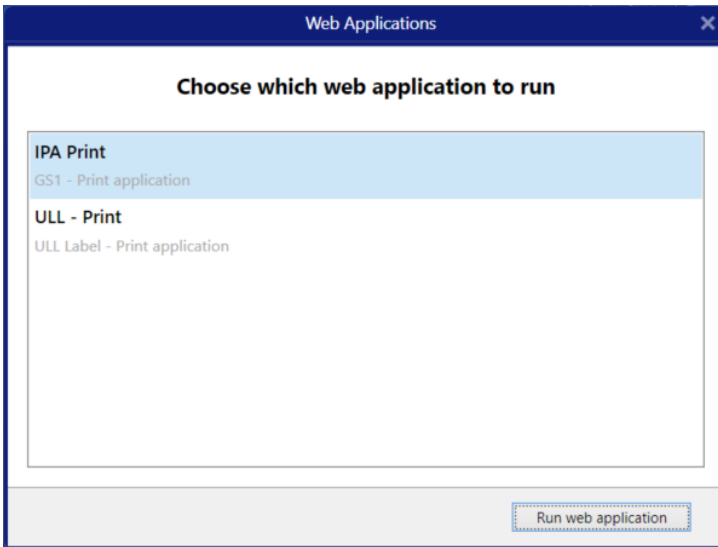 Web Applications
Choose which web application to run
IPA Print
GS1 - Print application
ULL - Print
ULL Label - Print application
Run web application